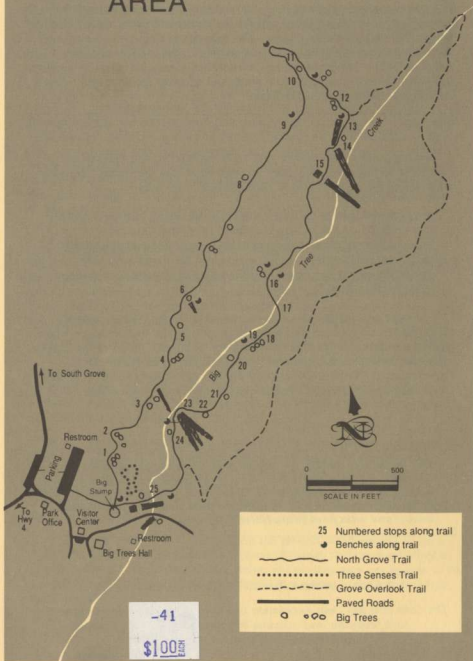 AREA
11
10
12
9
13
14
Creek
15
8
7
Tree
16
6
17
5
19
18
4
20
Big
To South Grove
21
3
23
22
2
24
Restroom
1
Parking
N
Big
Stump
25
0 500
SCALE IN FEET
To
Hwy
4
Park
Office
Visitor
Center
Restroom
Big Trees Hall
25 Numbered stops along trail
Benches along trail
North Grove Trail
Three Senses Trail
Grove Overlook Trail
Paved Roads
Big Trees
-41
$1.00 EACH